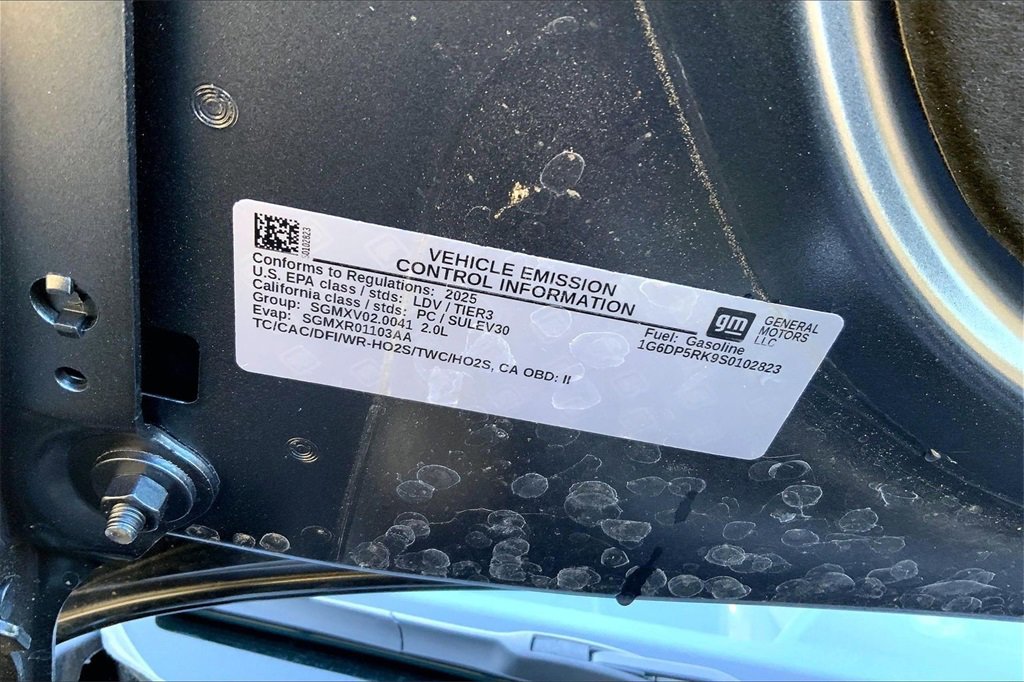 S0102823
VEHICLE EMISSION
CONTROL INFORMATION
Conforms to Regulations: 2025
U.S. EPA class / stds: LDV / TIER3
California class / stds: PC / SULEV30
Group: SGMXV02.0041 2.0L
Evap: SGMXR01103AA
TC/CAC/DFI/WR-HO2S/TWC/HO2S, CA OBD: II
Fuel: Gasoline
1G6DP5RK9S0102823
gm
GENERAL
MOTORS
LLC